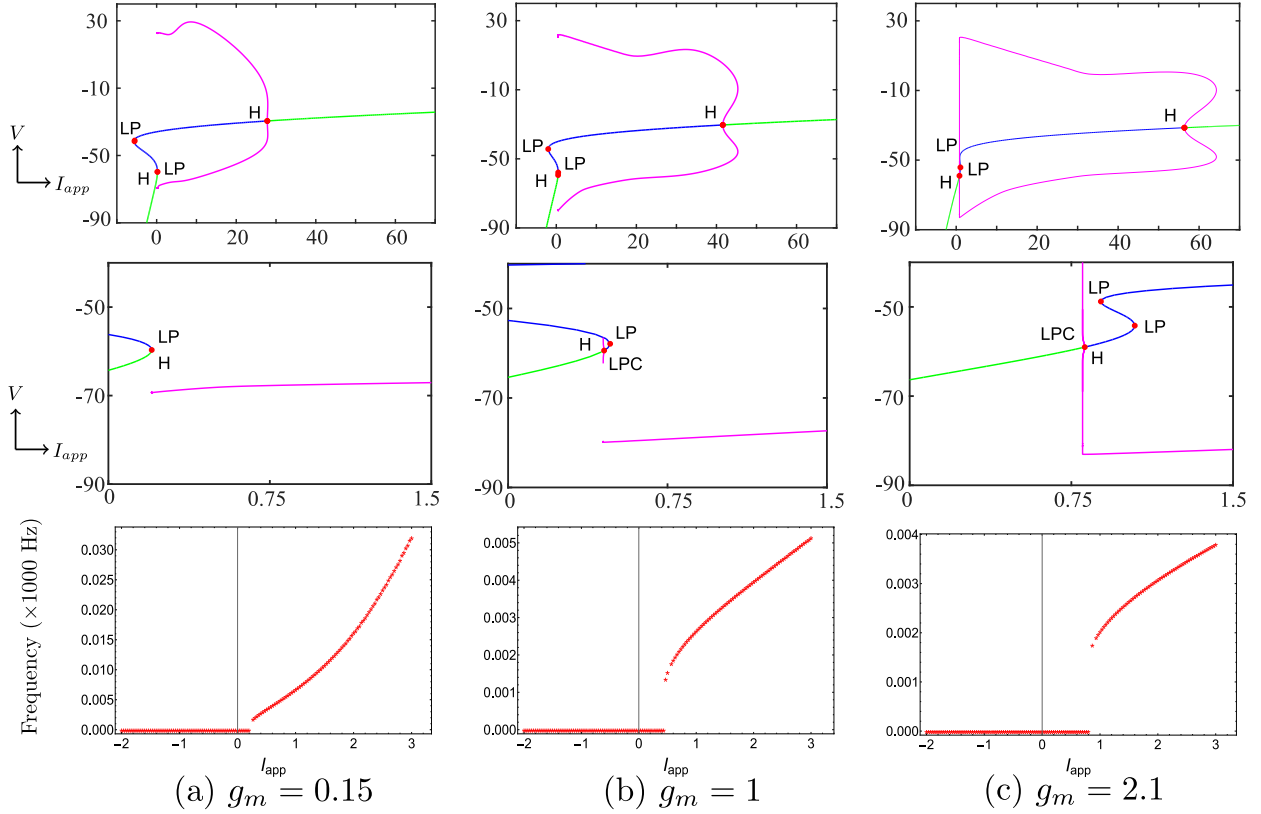 30
-10
-50
-90
V
I_app
0
20
40
60
LP
H
LP
H
30
-10
-50
-90
0
20
40
60
LP
LP
H
H
30
-10
-50
-90
0
20
40
60
LP
LP
H
H
-50
-70
-90
V
I_app
0
0.75
1.5
LP
H
-50
-70
-90
0
0.75
1.5
LP
H
LPC
-50
-70
-90
0
0.75
1.5
LP
LP
LPC
H
Frequency (×1000 Hz)
0.030
0.025
0.020
0.015
0.010
0.005
0.000
−2
−1
0
1
2
3
I_app
0.005
0.004
0.003
0.002
0.001
0.000
−2
−1
0
1
2
3
I_app
0.004
0.003
0.002
0.001
0.000
−2
−1
0
1
2
3
I_app
(a) g_m = 0.15
(b) g_m = 1
(c) g_m = 2.1